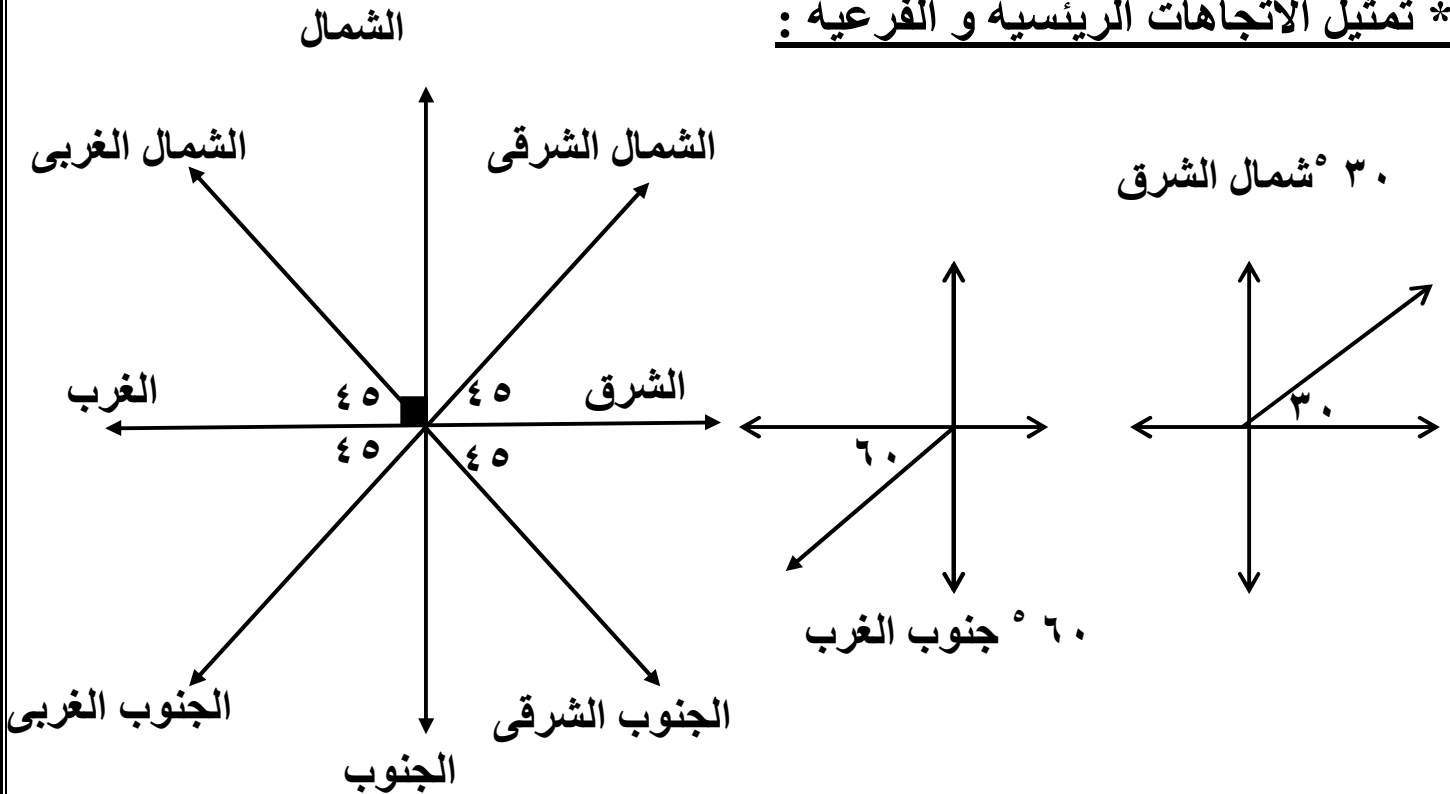 * تمثيل الاتجاهات الريئسيه و الفرعيه :
الشمال
الشمال الشرقى
الشمال الغربى
٣٠ ° شمال الشرق
الشرق
الغرب
٤٥
٤٥
٤٥
٤٥
٣٠
٦٠
٦٠ ° جنوب الغرب
الجنوب الشرقى
الجنوب الغربى
الجنوب